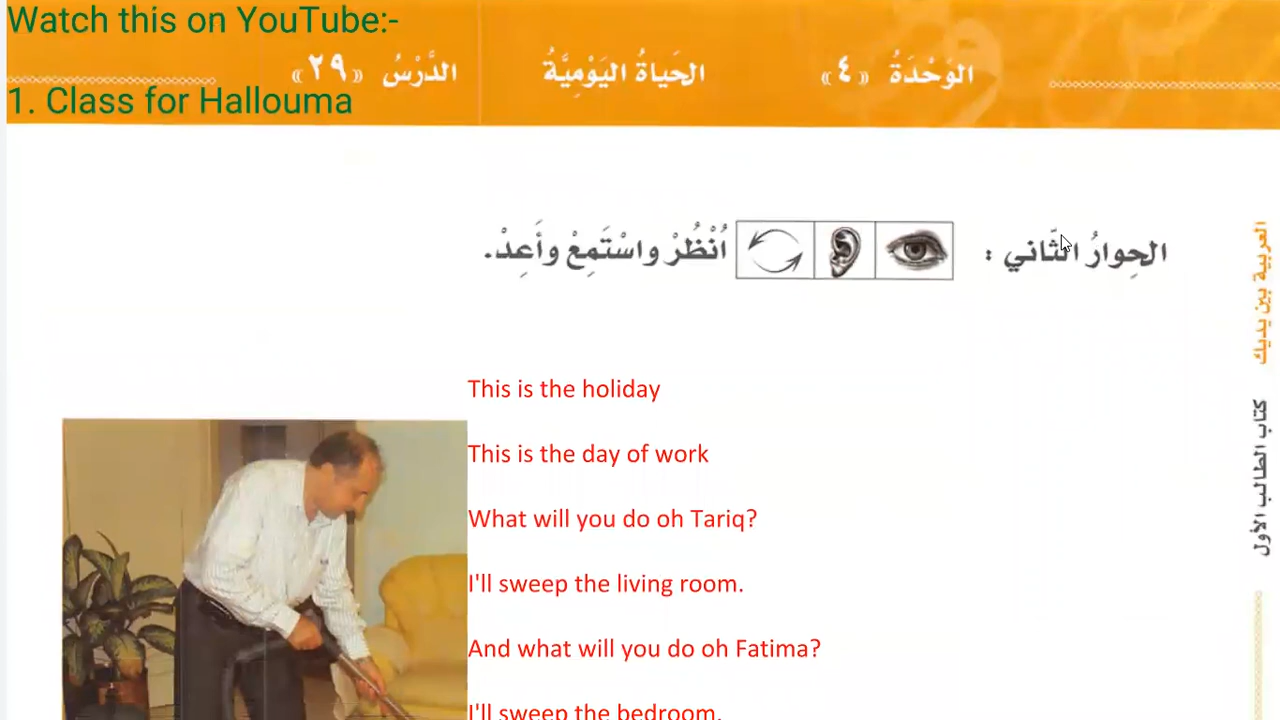 Watch this on YouTube:-
الوَحْدَةُ «٤» الحَياةُ اليَوْمِيَّةُ الدَّرْسُ «٢٩»
1. Class for Hallouma
الحِوارُ الثَّاني : اُنْظُرْ واسْتَمِعْ وأَعِدْ.
العربية بين يديك
كتاب الطالب الأول
This is the holiday
This is the day of work
What will you do oh Tariq?
I'll sweep the living room.
And what will you do oh Fatima?
I'll sweep the bedroom.